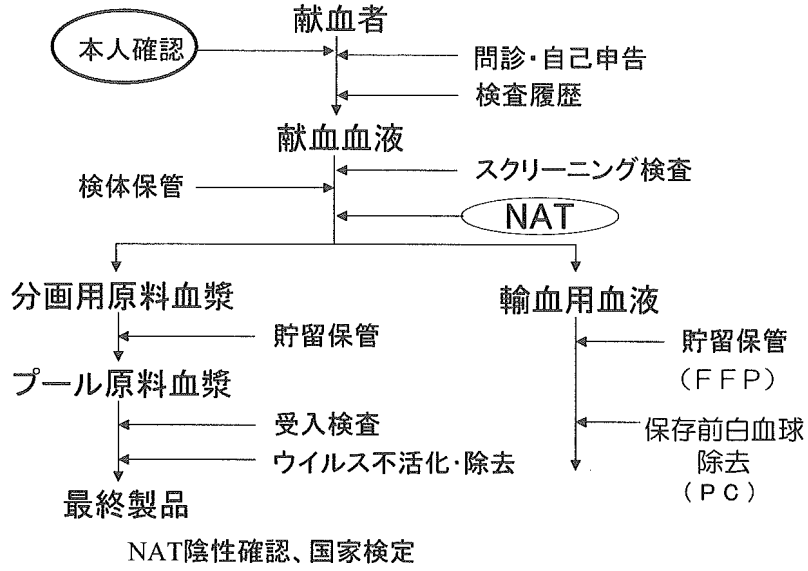 献血者
本人確認
問診・自己申告
検査履歴
献血血液
スクリーニング検査
検体保管
NAT
分画用原料血漿
輸血用血液
貯留保管
貯留保管
(FFP)
プール原料血漿
受入検査
保存前白血球
除去
(PC)
ウイルス不活化・除去
最終製品
NAT陰性確認、国家検定